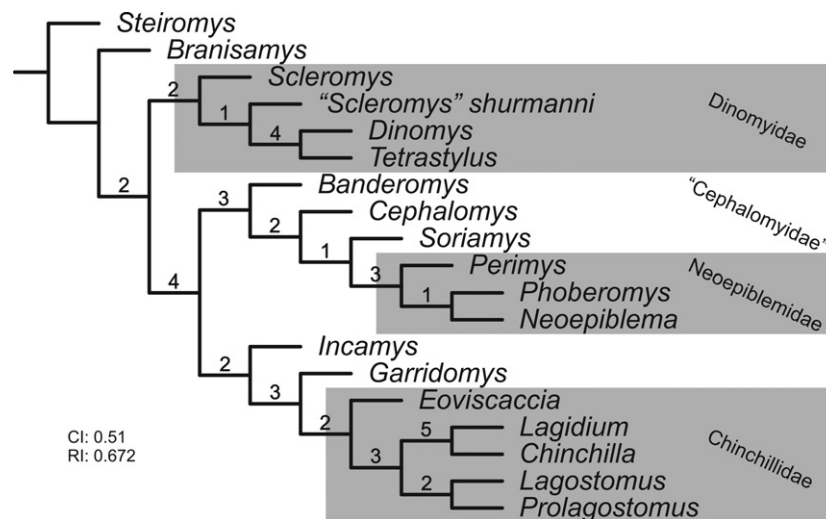 Steiromys
Branisamys
2
Scleromys
1
“Scleromys” shurmanni
4
Dinomys
Tetrastylus
Dinomyidae
2
3
Banderomys
2
Cephalomys
1
Soriamys
“Cephalomyidae”
3
Perimys
1
Phoberomys
Neoepiblema
Neoepiblemidae
4
2
Incamys
3
Garridomys
2
Eoviscaccia
5
Lagidium
3
Chinchilla
2
Lagostomus
Prolagostomus
Chinchillidae
CI: 0.51
RI: 0.672